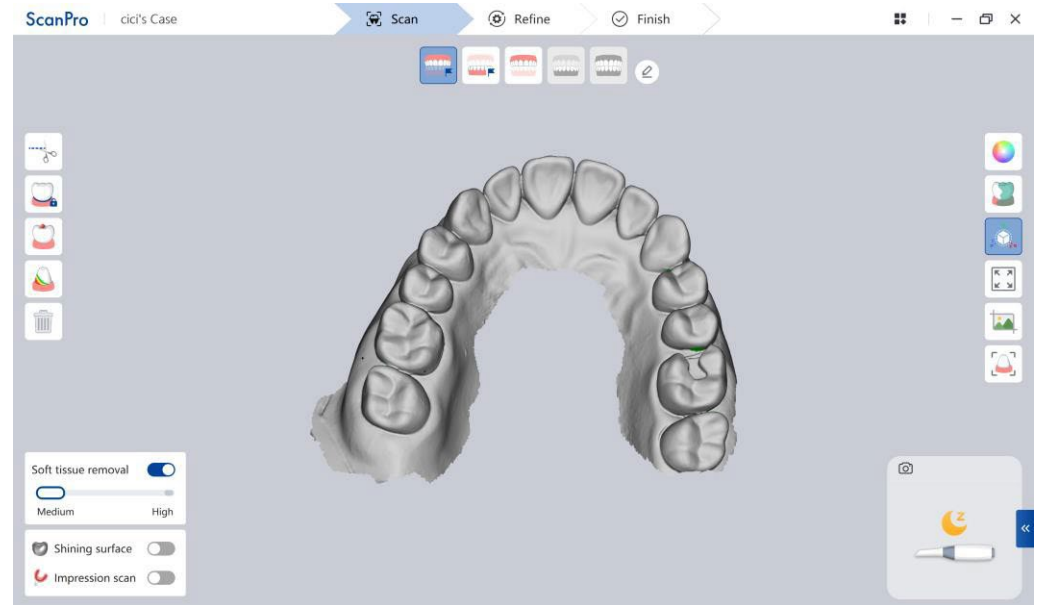 ScanPro cici's Case Scan Refine Finish
Soft tissue removal
Medium High
Shining surface
Impression scan
z